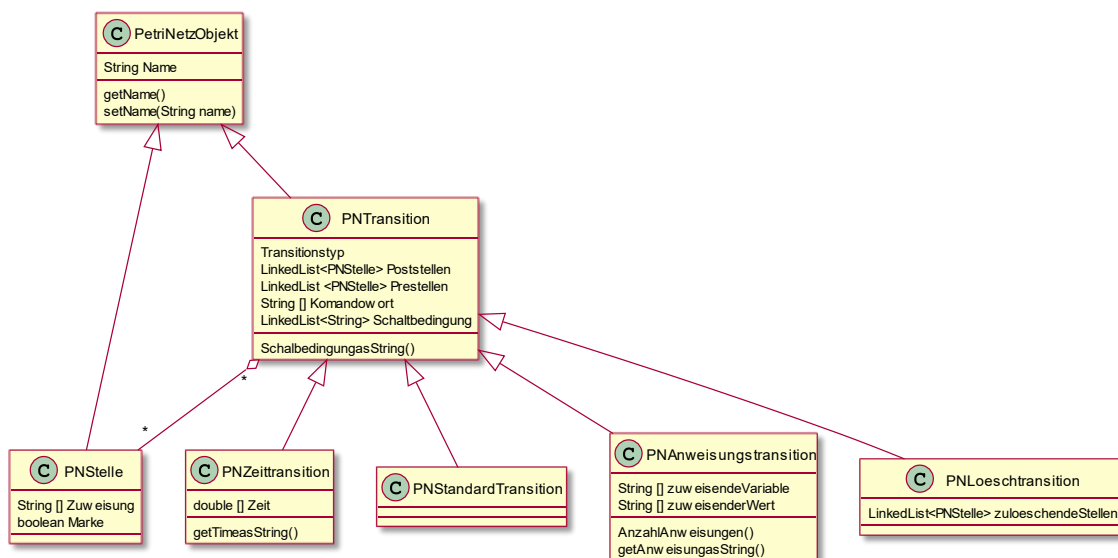 C PetriNetzObjekt
String Name
getName()
setName(String name)
C PNTransition
Transitionstyp
LinkedList<PNStelle> Poststellen
LinkedList <PNStelle> Prestellen
String [] Komandowort
LinkedList<String> Schaltbedingung
SchalbedingungasString()
*
*
C PNStelle
String [] Zuweisung
boolean Marke
C PNZeittransition
double [] Zeit
getTimeasString()
C PNStandardTransition
C PNAnweisungstransition
String [] zuweisendeVariable
String [] zuweisenderWert
AnzahlAnweisungen()
getAnweisungasString()
C PNLoeschtransition
LinkedList<PNStelle> zuloeschendeStellen